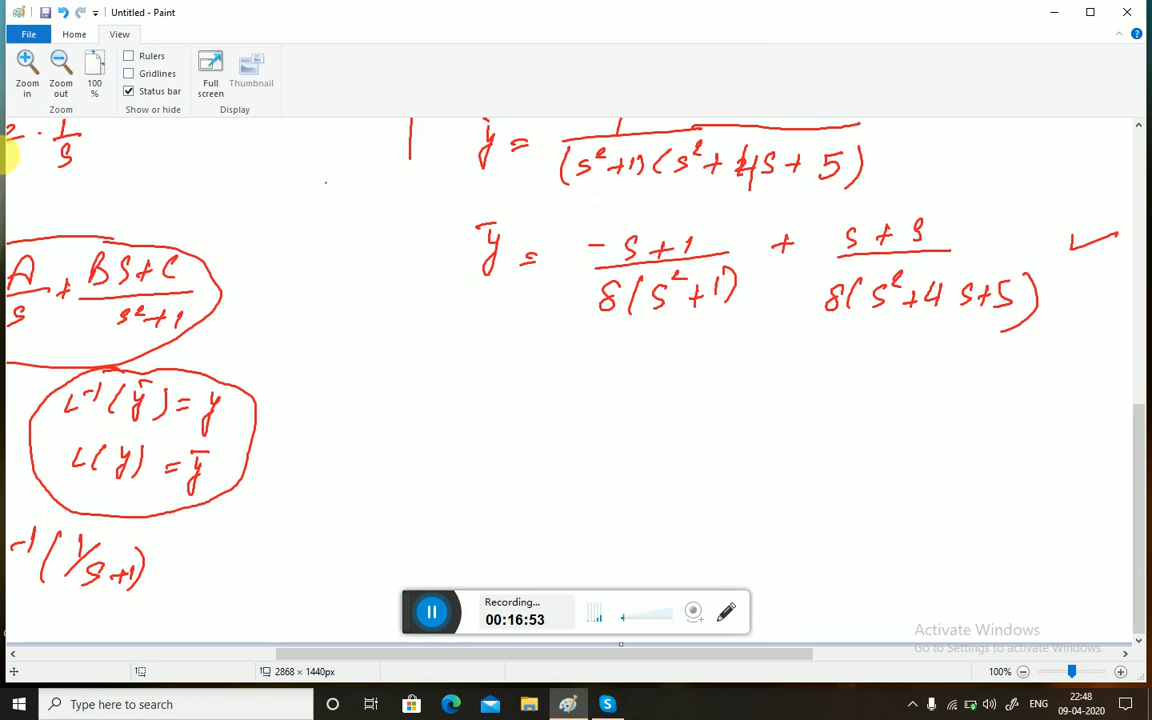 Untitled - Paint
File Home View
Zoom in
Zoom out
100 %
Rulers
Gridlines
Status bar
Full screen
Thumbnail
Zoom
Show or hide
Display
· 1/s
ȳ = 1/((s²+1)(s²+4s+5))
ȳ = (-s+1)/(8(s²+1)) + (s+3)/(8(s²+4s+5)) ✓
A/s + (Bs+C)/(s²+1)
L⁻¹(ȳ) = y
L(y) = ȳ
⁻¹(1/s+1)
Recording...
00:16:53
Activate Windows
Go to Settings to activate Windows.
2868 × 1440px
100%
Type here to search
ENG
22:48
09-04-2020